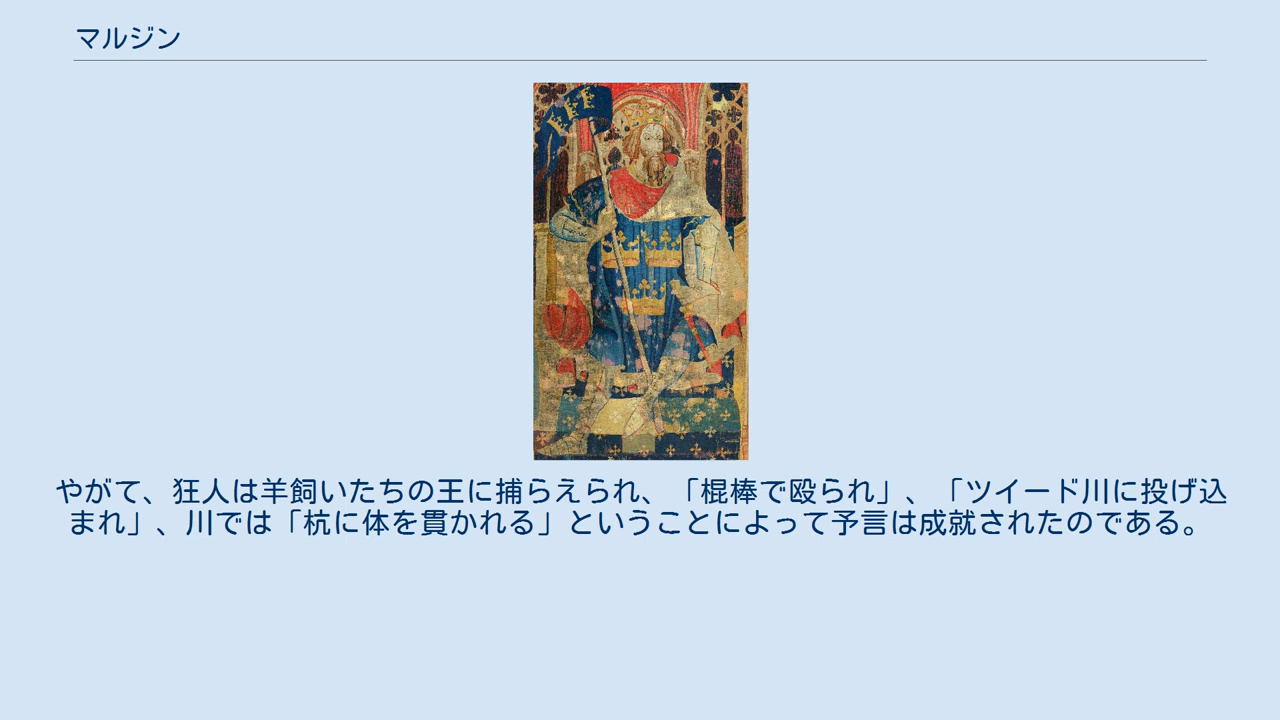 マルジン
やがて、狂人は羊飼いたちの王に捕らえられ、「棍棒で殴られ」、「ツイード川に投げ込
まれ」、川では「杭に体を貫かれる」ということによって予言は成就されたのである。